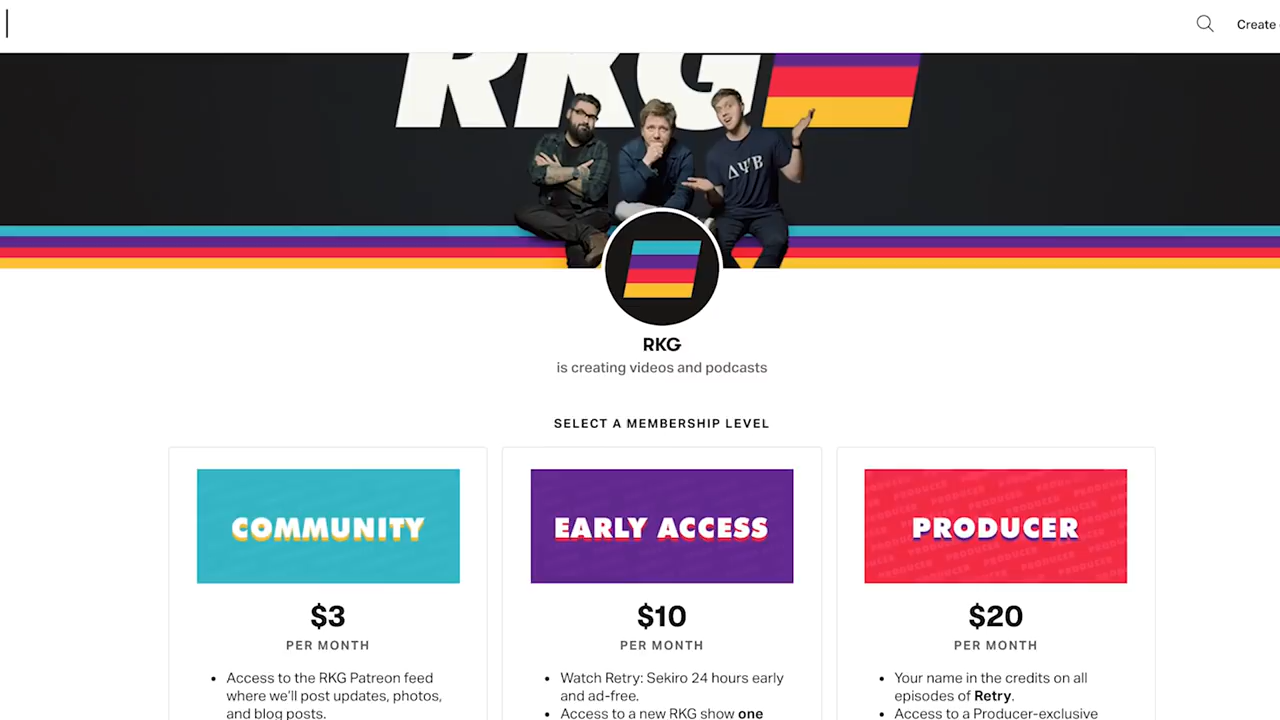 Create
RKG
ΔΨΒ
RKG
is creating videos and podcasts
SELECT A MEMBERSHIP LEVEL
COMMUNITY
$3
PER MONTH
• Access to the RKG Patreon feed
where we'll post updates, photos,
and blog posts.
EARLY ACCESS
$10
PER MONTH
• Watch Retry: Sekiro 24 hours early
and ad-free.
• Access to a new RKG show one
PRODUCER
$20
PER MONTH
• Your name in the credits on all
episodes of Retry.
• Access to a Producer-exclusive